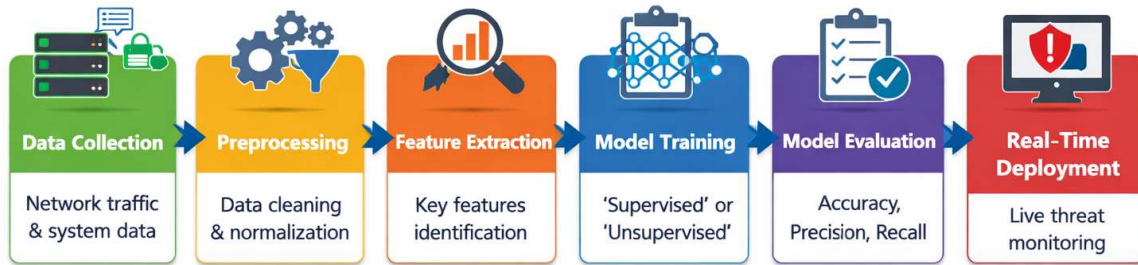 Data Collection
Network traffic
& system data
Preprocessing
Data cleaning
& normalization
Feature Extraction
Key features
identification
Model Training
'Supervised' or
'Unsupervised'
Model Evaluation
Accuracy,
Precision, Recall
Real-Time
Deployment
Live threat
monitoring